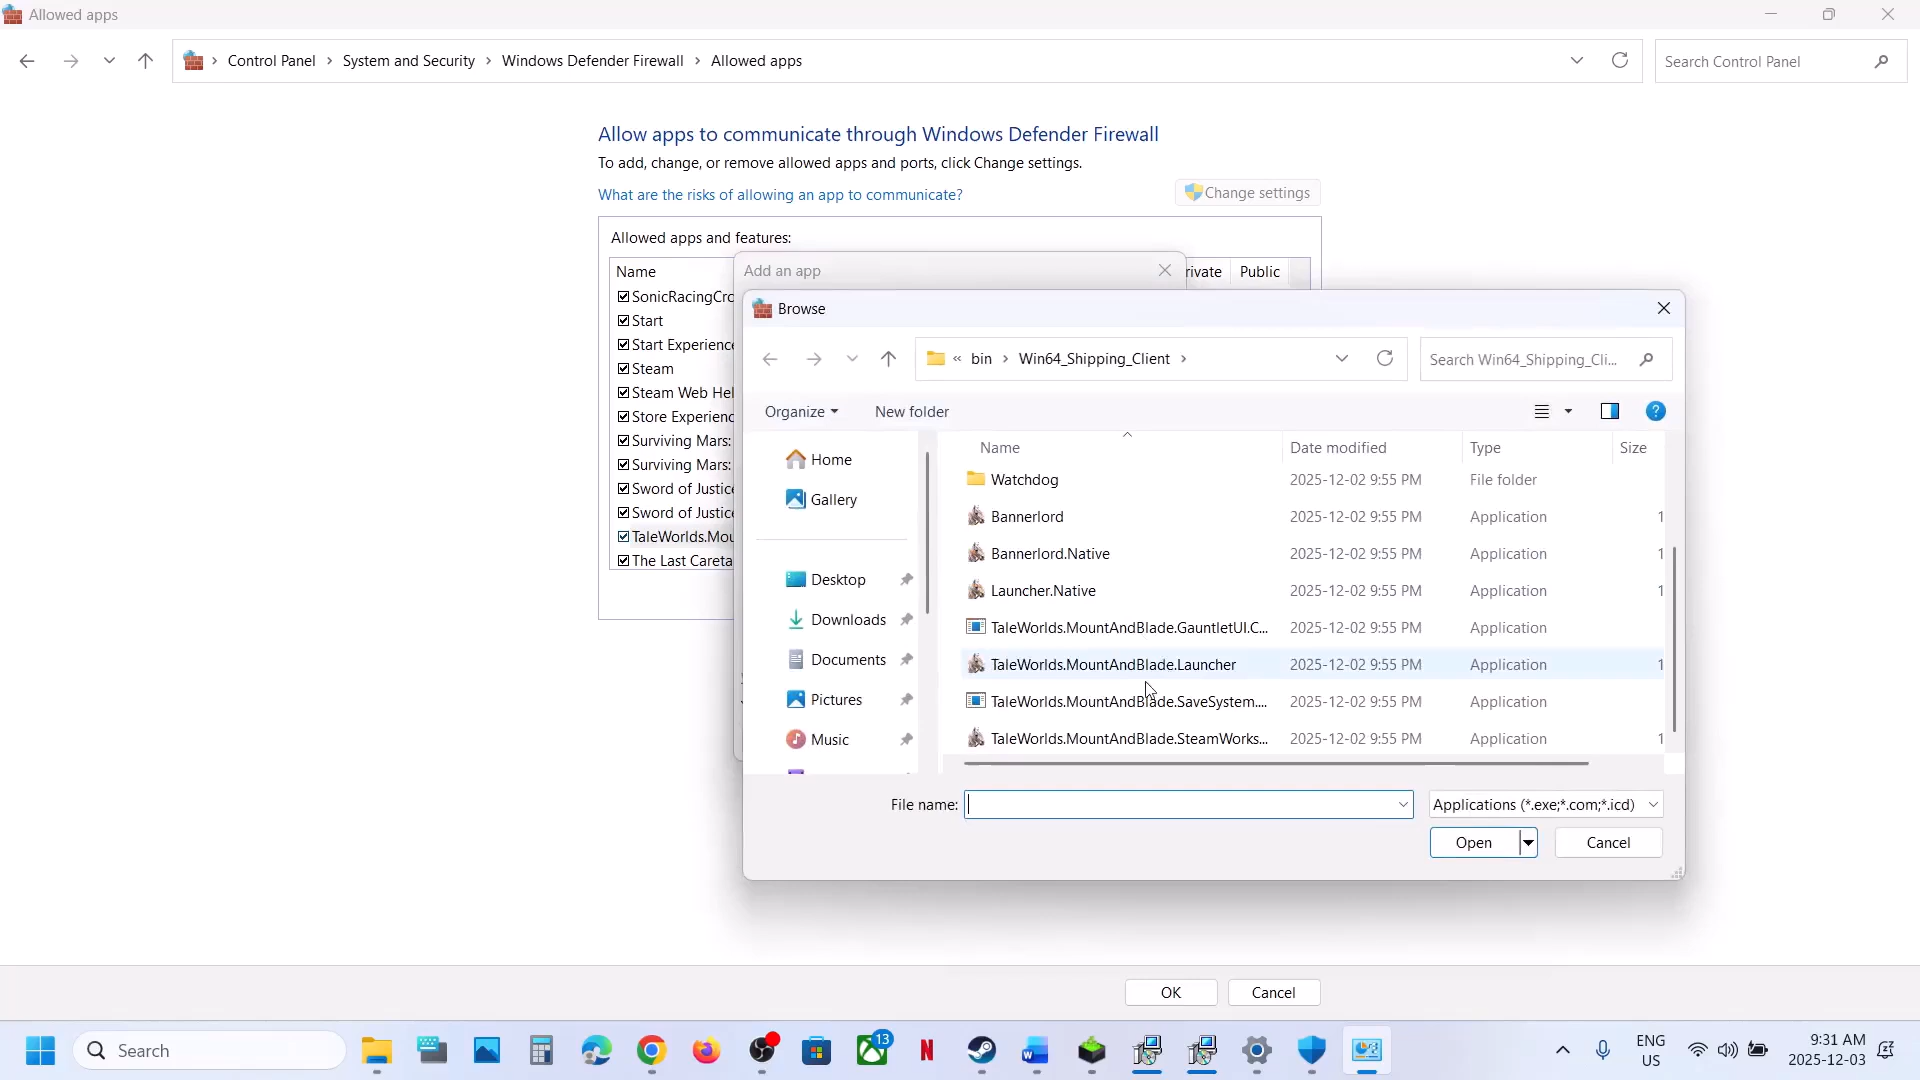 Allowed apps
Control Panel › System and Security › Windows Defender Firewall › Allowed apps
Search Control Panel
Allow apps to communicate through Windows Defender Firewall
To add, change, or remove allowed apps and ports, click Change settings.
What are the risks of allowing an app to communicate?
Change settings
Allowed apps and features:
Name
rivate
Public
SonicRacingCro
Start
Start Experience
Steam
Steam Web Hel
Store Experienc
Surviving Mars:
Surviving Mars:
Sword of Justice
Sword of Justice
TaleWorlds.Mou
The Last Careta
Add an app
Browse
« bin › Win64_Shipping_Client ›
Search Win64_Shipping_Cli...
Organize
New folder
Home
Gallery
Desktop
Downloads
Documents
Pictures
Music
Name Date modified Type Size
Watchdog 2025-12-02 9:55 PM File folder
Bannerlord 2025-12-02 9:55 PM Application 1
Bannerlord.Native 2025-12-02 9:55 PM Application 1
Launcher.Native 2025-12-02 9:55 PM Application 1
TaleWorlds.MountAndBlade.GauntletUI.C... 2025-12-02 9:55 PM Application
TaleWorlds.MountAndBlade.Launcher 2025-12-02 9:55 PM Application 1
TaleWorlds.MountAndBlade.SaveSystem.... 2025-12-02 9:55 PM Application
TaleWorlds.MountAndBlade.SteamWorks... 2025-12-02 9:55 PM Application 1
File name:
Applications (*.exe;*.com;*.icd)
Open
Cancel
OK
Cancel
Search
13
ENG
US
9:31 AM
2025-12-03